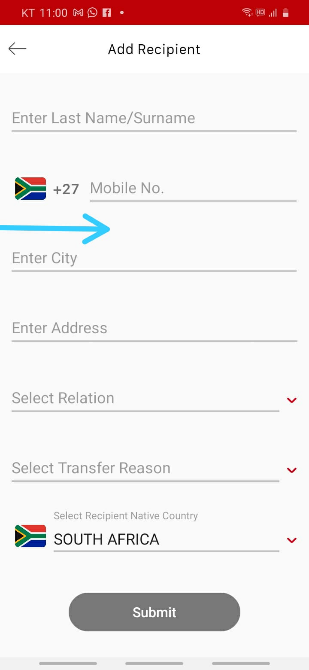 KT 11:00
Add Recipient
Enter Last Name/Surname
+27 Mobile No.
Enter City
Enter Address
Select Relation
Select Transfer Reason
Select Recipient Native Country
SOUTH AFRICA
Submit